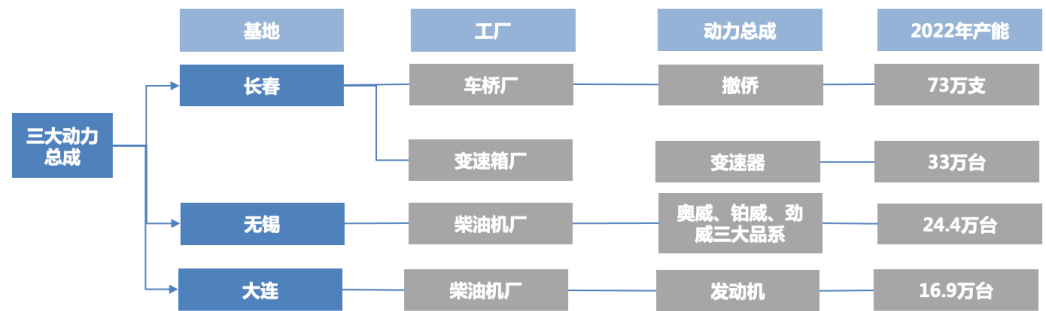 基地
工厂
动力总成
2022年产能
三大动力
总成
长春
车桥厂
撤侨
73万支
变速箱厂
变速器
33万台
无锡
柴油机厂
奥威、铂威、劲
威三大品系
24.4万台
大连
柴油机厂
发动机
16.9万台